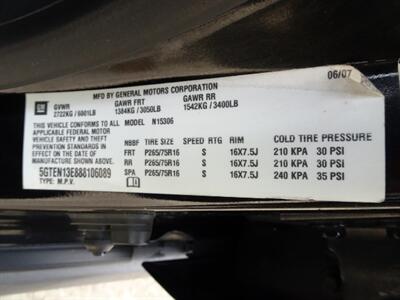 MFD BY GENERAL MOTORS CORPORATION 06/07
GM GVWR GAWR FRT GAWR RR
2722KG / 6001LB 1384KG / 3050LB 1542KG / 3400LB
THIS VEHICLE CONFORMS TO ALL MODEL N15306
APPLICABLE FEDERAL MOTOR
VEHICLE SAFETY AND THEFT
PREVENTION STANDARDS IN
EFFECT ON THE DATE OF
MANUFACTURE SHOWN ABOVE.
5GTEN13E888106089
TYPE: M.P.V.
NBBF TIRE SIZE SPEED RTG RIM COLD TIRE PRESSURE
FRT P265/75R16 S 16X7.5J 210 KPA 30 PSI
RR P265/75R16 S 16X7.5J 210 KPA 30 PSI
SPA P265/75R16 S 16X7.5J 240 KPA 35 PSI